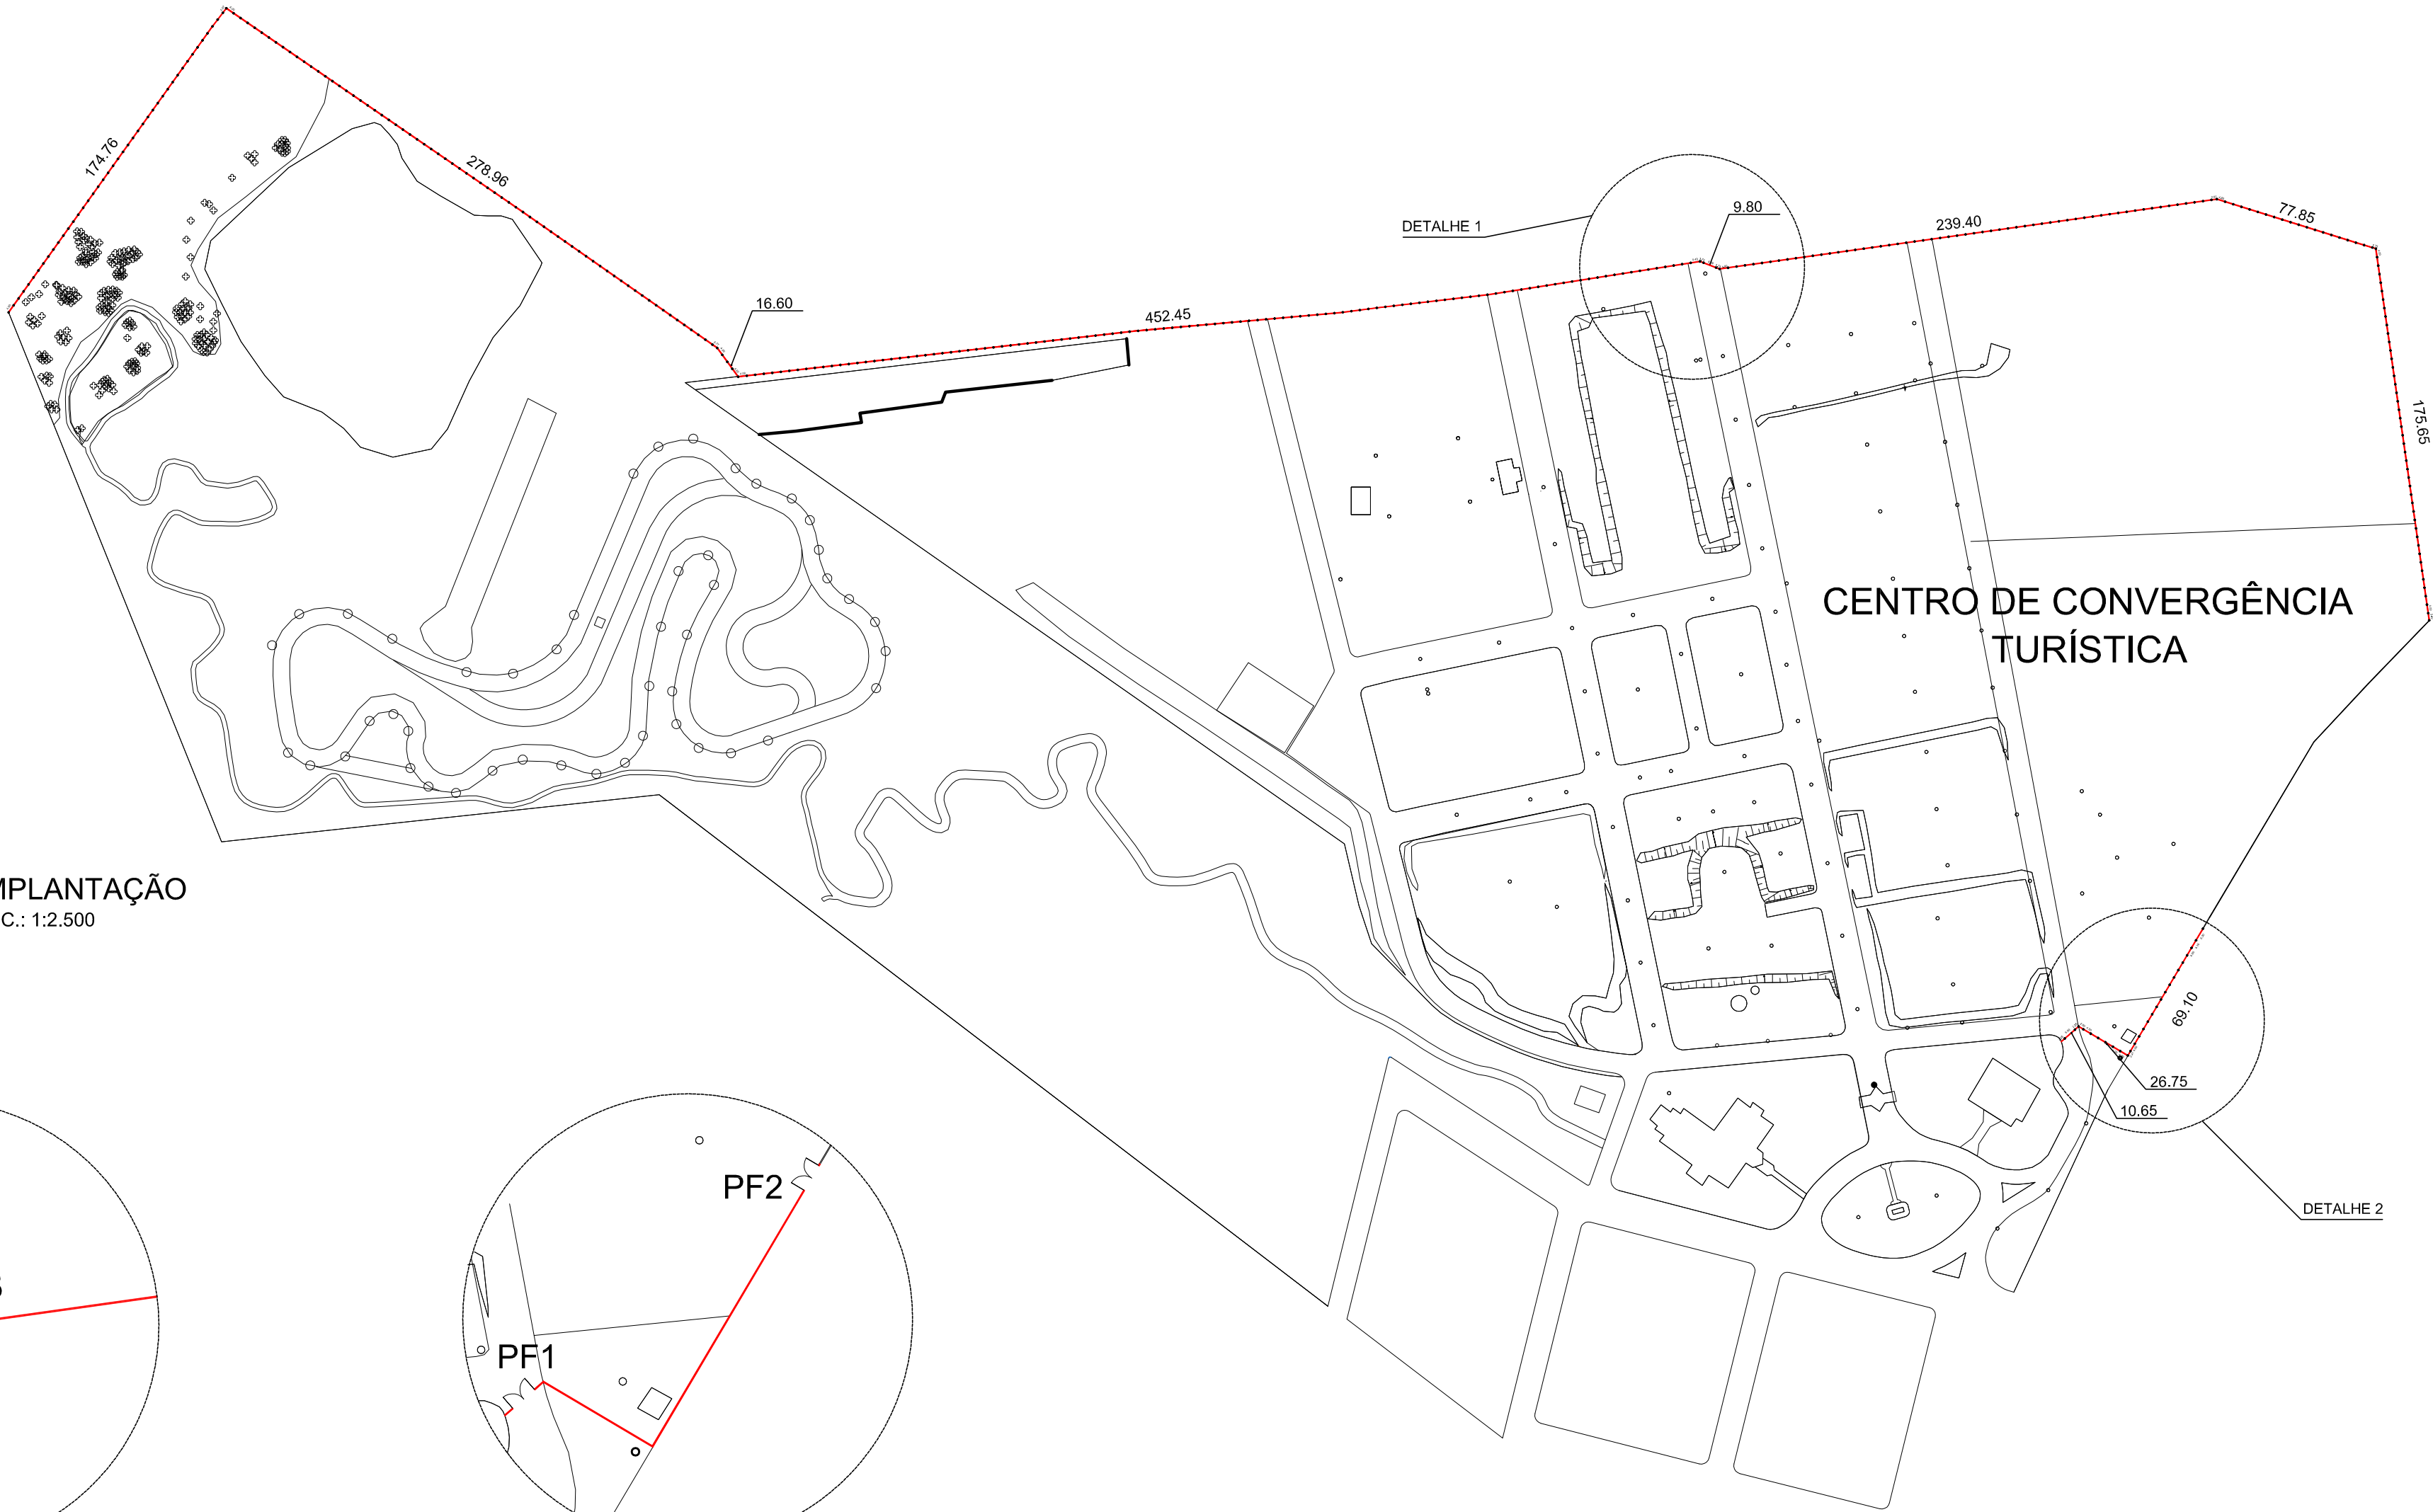 174.76
278.96
16.60
452.45
DETALHE 1
9.80
239.40
77.85
175.65
CENTRO DE CONVERGÊNCIA
TURÍSTICA
MPLANTAÇÃO
C.: 1:2.500
69.10
26.75
10.65
DETALHE 2
PF2
PF1